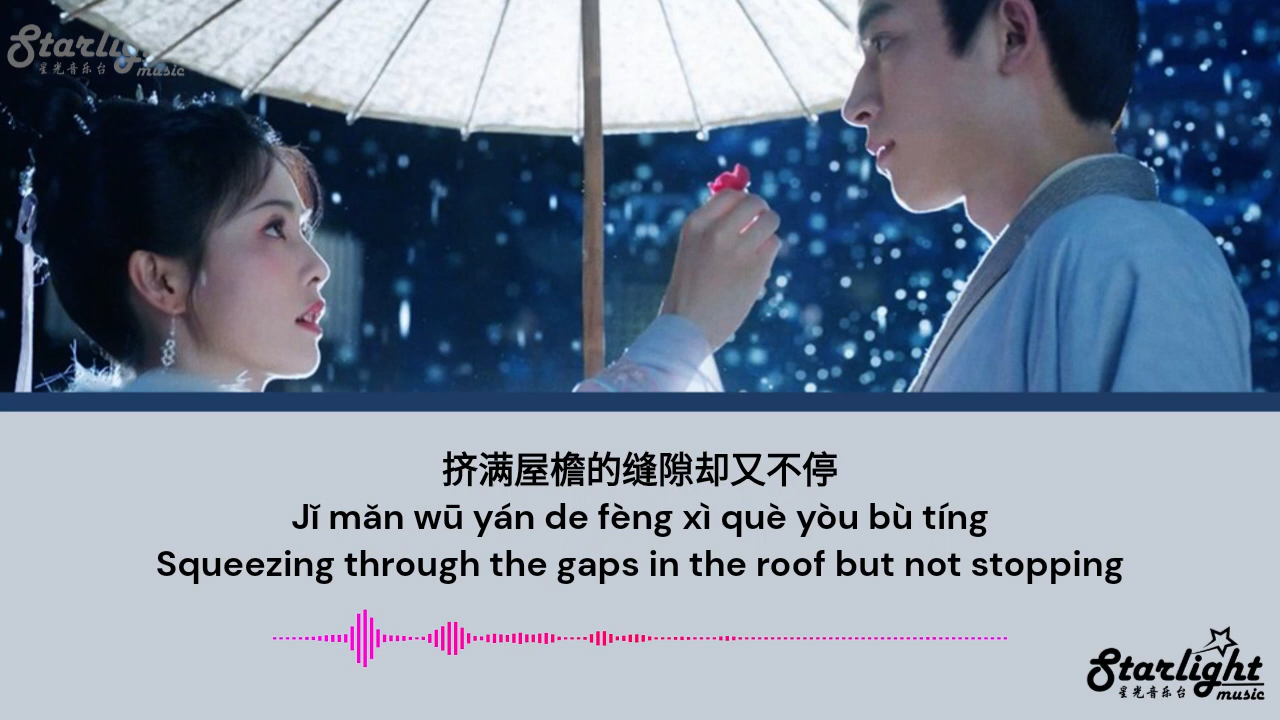 Starlight
星光音乐台 music
挤满屋檐的缝隙却又不停
Jǐ mǎn wū yán de fèng xì què yòu bù tíng
Squeezing through the gaps in the roof but not stopping
Starlight
星光音乐台 music